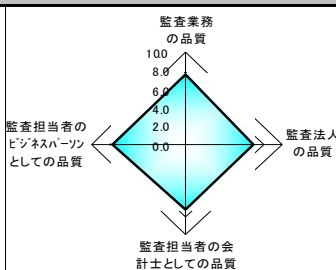 監査業務
の品質
10.0
8.0
6.0
4.0
2.0
0.0
監査担当者の
ﾋﾞｼﾞﾈｽﾊﾟｰｿﾝ
としての品質
監査法人
の品質
監査担当者の会
計士としての品質